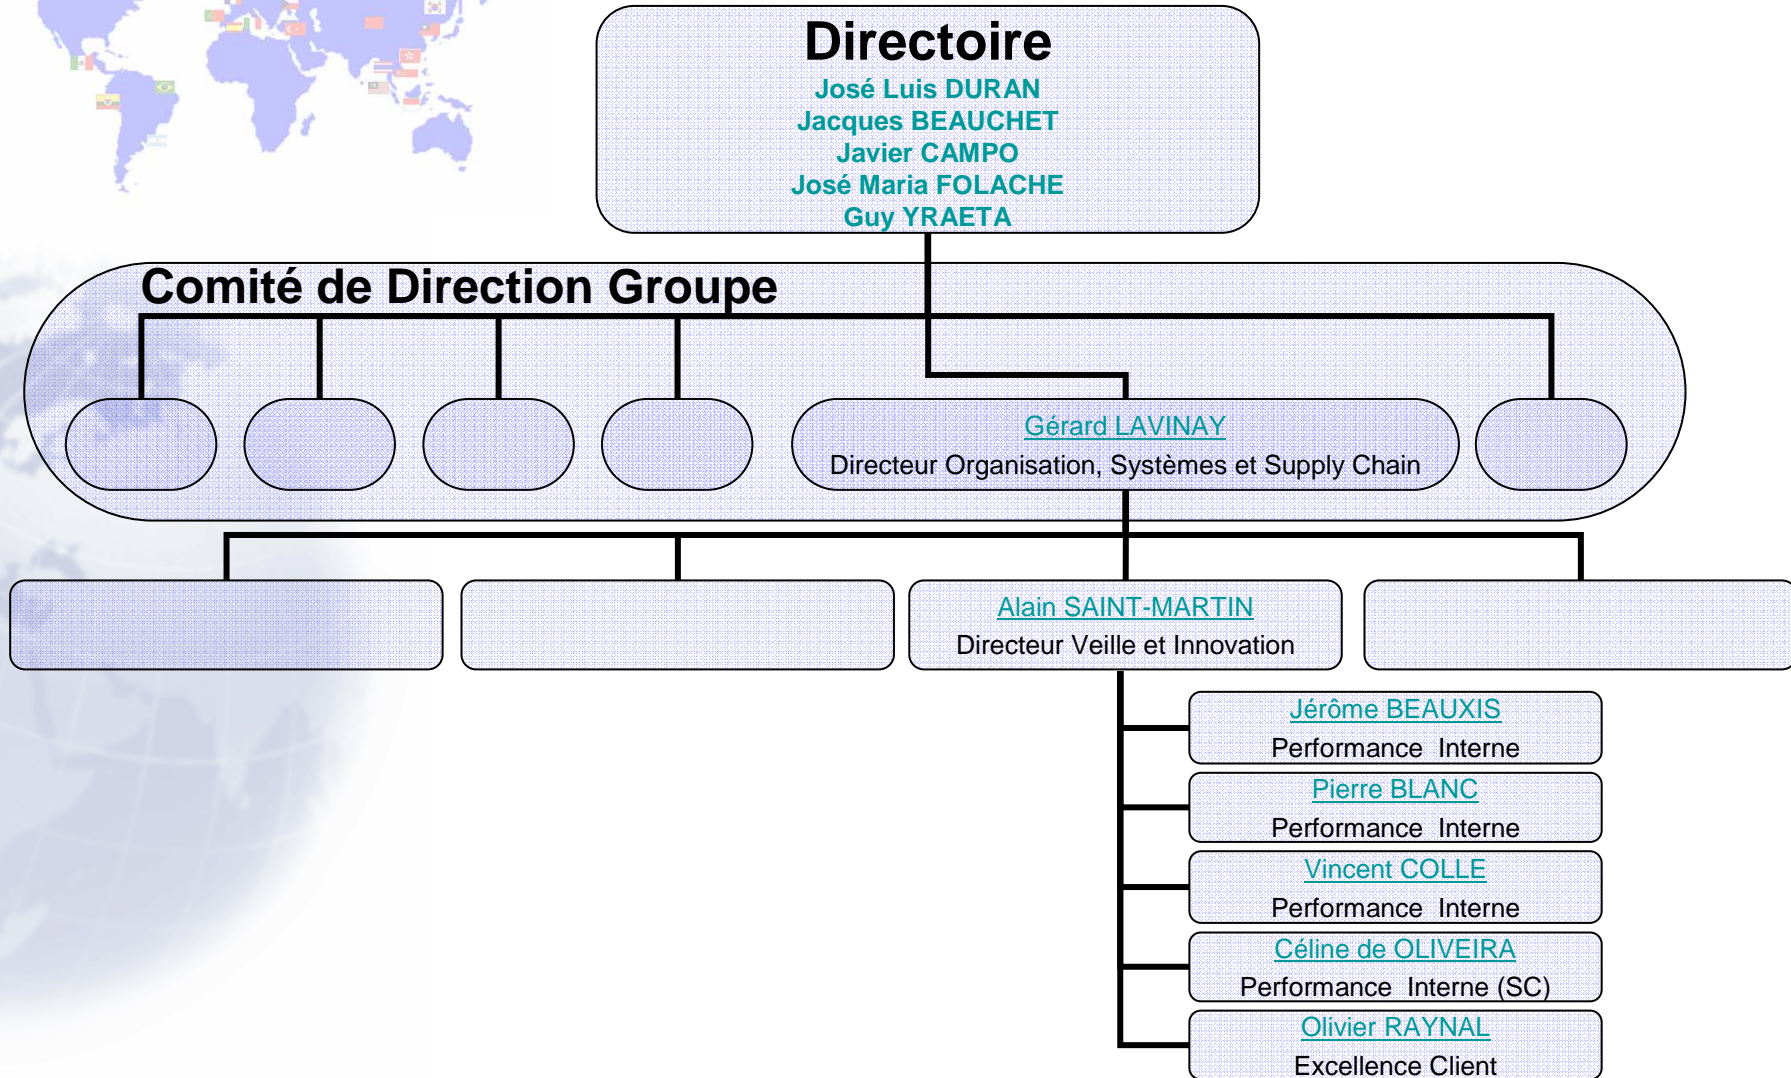 Directoire
José Luis DURAN
Jacques BEAUCHET
Javier CAMPO
José Maria FOLACHE
Guy YRAETA
Comité de Direction Groupe
Gérard LAVINAY
Directeur Organisation, Systèmes et Supply Chain
Alain SAINT-MARTIN
Directeur Veille et Innovation
Jérôme BEAUXIS
Performance  Interne
Pierre BLANC
Performance  Interne
Vincent COLLE
Performance  Interne
Céline de OLIVEIRA
Performance  Interne (SC)
Olivier RAYNAL
Excellence Client